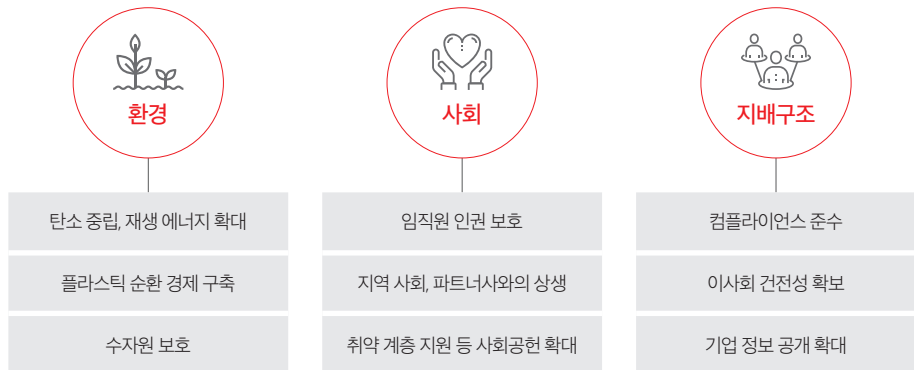 환경
탄소 중립, 재생 에너지 확대
플라스틱 순환 경제 구축
수자원 보호
사회
임직원 인권 보호
지역 사회, 파트너사와의 상생
취약 계층 지원 등 사회공헌 확대
지배구조
컴플라이언스 준수
이사회 건전성 확보
기업 정보 공개 확대